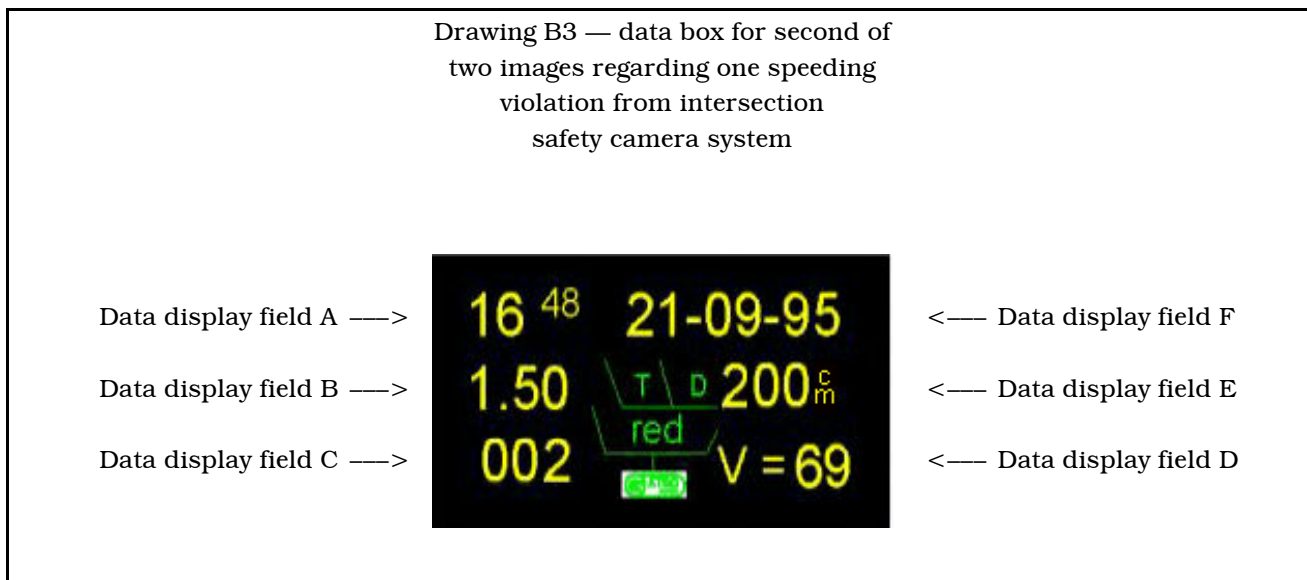 Drawing B3 — data box for second of
two images regarding one speeding
violation from intersection
safety camera system
Data display field A –––> 16 48 21-09-95 <––– Data display field F
Data display field B –––> 1.50 T D 200 cm <––– Data display field E
red
Data display field C –––> 002 V = 69 <––– Data display field D